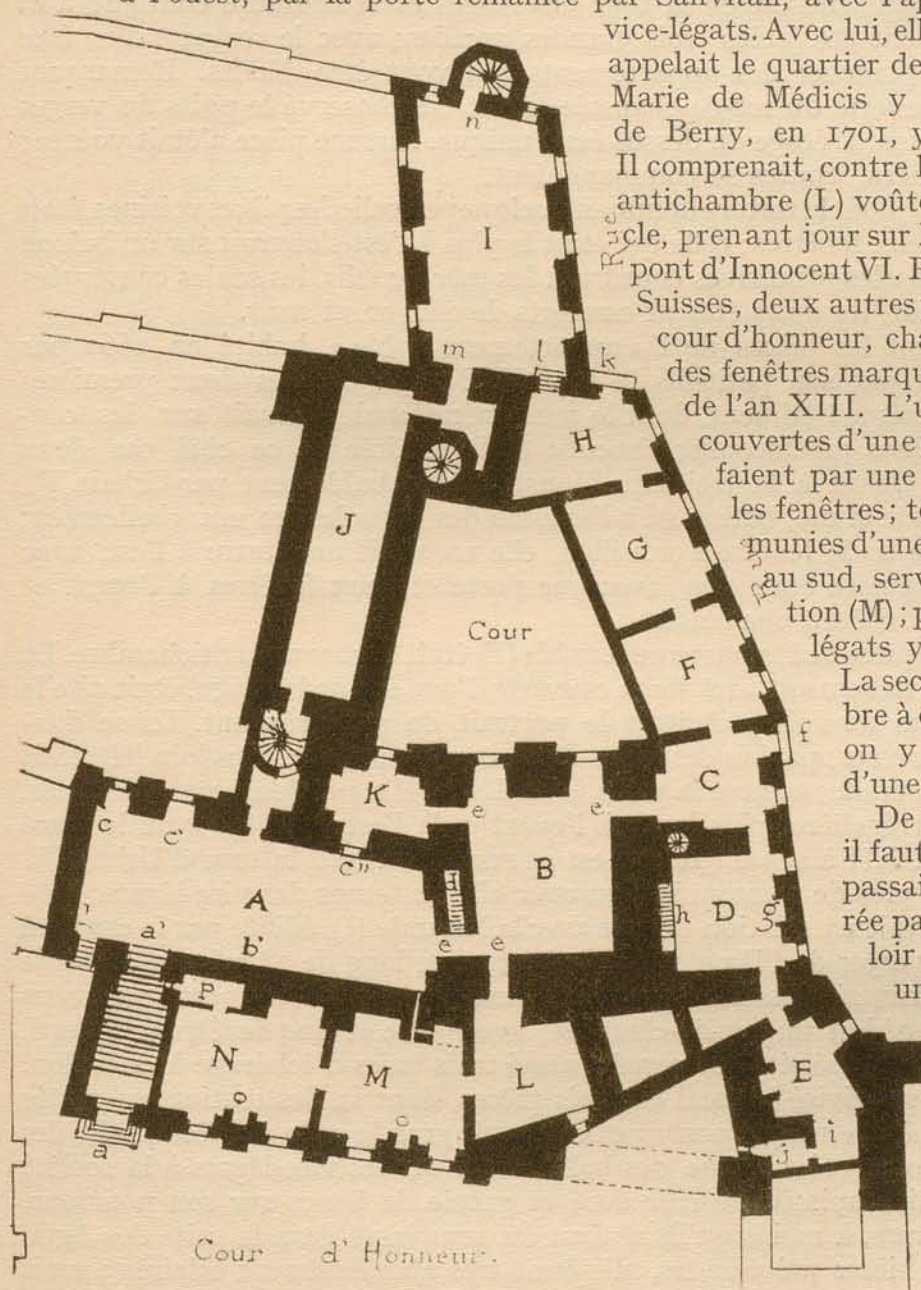 vice-légats. Avec lui, ell
appelait le quartier de
Marie de Médicis y
de Berry, en 1701, y
Il comprenait, contre l
antichambre (L) voûté
cle, prenant jour sur l
pont d'Innocent VI. E
Suisses, deux autres
cour d'honneur, cha
des fenêtres marqu
de l'an XIII. L'u
couvertes d'une
faient par une
les fenêtres; to
munies d'une
au sud, serv
tion (M); p
légats y
La sec
bre à c
on y
d'une
De
il faut
passai
rée pa
loir
un
n
I
Rue
m
l
k
H
J
G
Rue
Cour
F
f
K
C
e
e
c
c'
c"
B
d
A
h
D
g
a'
b'
e
e
P
N
M
L
E
o
o
i
j
a
Cour d'Honneur.